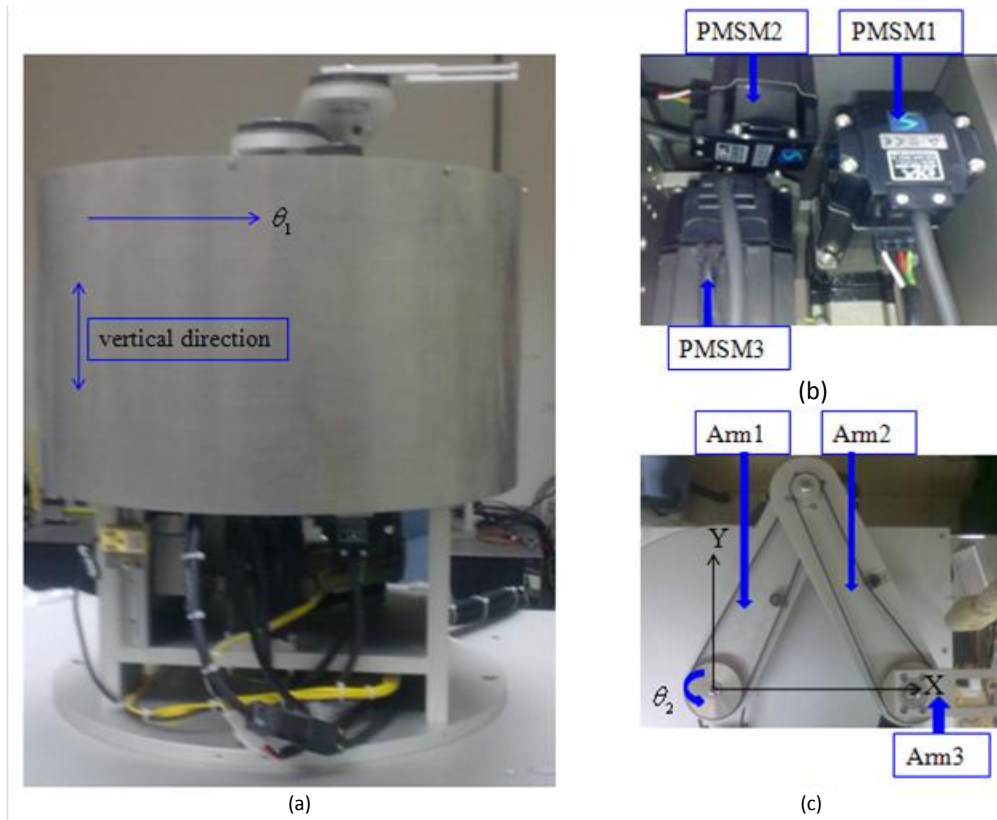 PMSM2
PMSM1
θ1
vertical direction
PMSM3
(b)
Arm1
Arm2
Y
X
θ2
Arm3
(a)
(c)